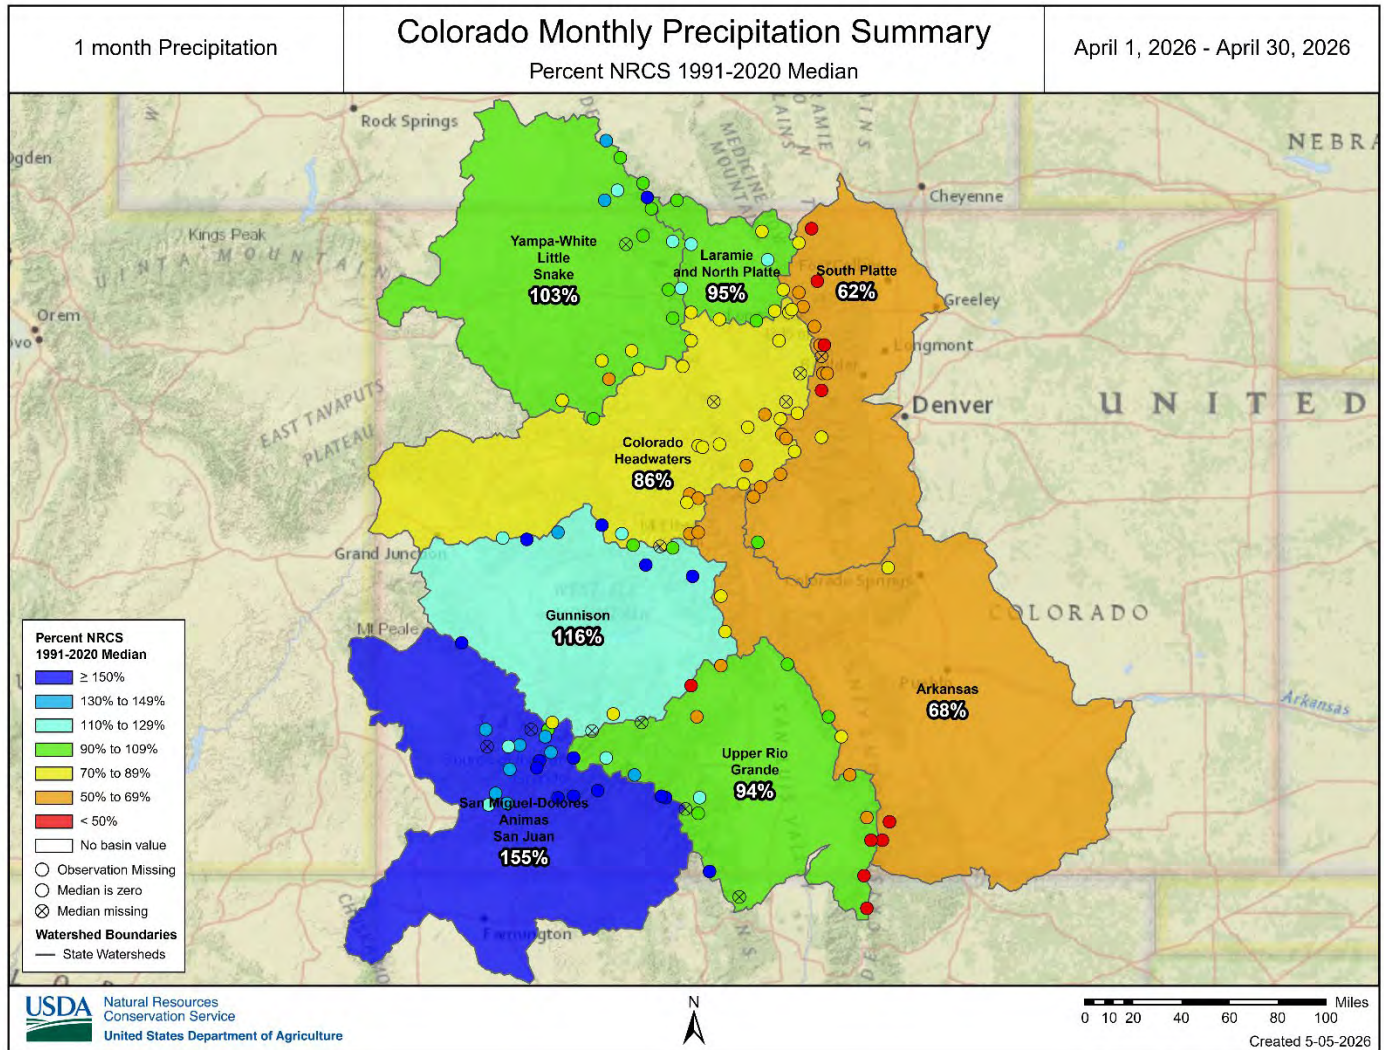 1 month Precipitation
Colorado Monthly Precipitation Summary
Percent NRCS 1991-2020 Median
April 1, 2026 - April 30, 2026
Rock Springs
NEBRA
Ogden
MEDICINE
MOUNTA
Cheyenne
Kings Peak
UINTA MOUNTAINS
Yampa-White
Little
Snake
103%
Laramie
and North Platte
95%
South Platte
62%
Greeley
Orem
ovo
Longmont
EAST TAVAPUTS
PLATEAU
Denver
UNITED
Colorado
Headwaters
86%
Grand Junction
Colorado Springs
COLORADO
Gunnison
116%
Mt Peale
Arkansas
68%
Pueblo
Arkansas
Upper Rio
Grande
94%
San Miguel-Dolores
Animas
San Juan
155%
Farmington
Percent NRCS
1991-2020 Median
≥ 150%
130% to 149%
110% to 129%
90% to 109%
70% to 89%
50% to 69%
< 50%
No basin value
Observation Missing
Median is zero
Median missing
Watershed Boundaries
State Watersheds
USDA
Natural Resources
Conservation Service
United States Department of Agriculture
N
Miles
0 10 20 40 60 80 100
Created 5-05-2026